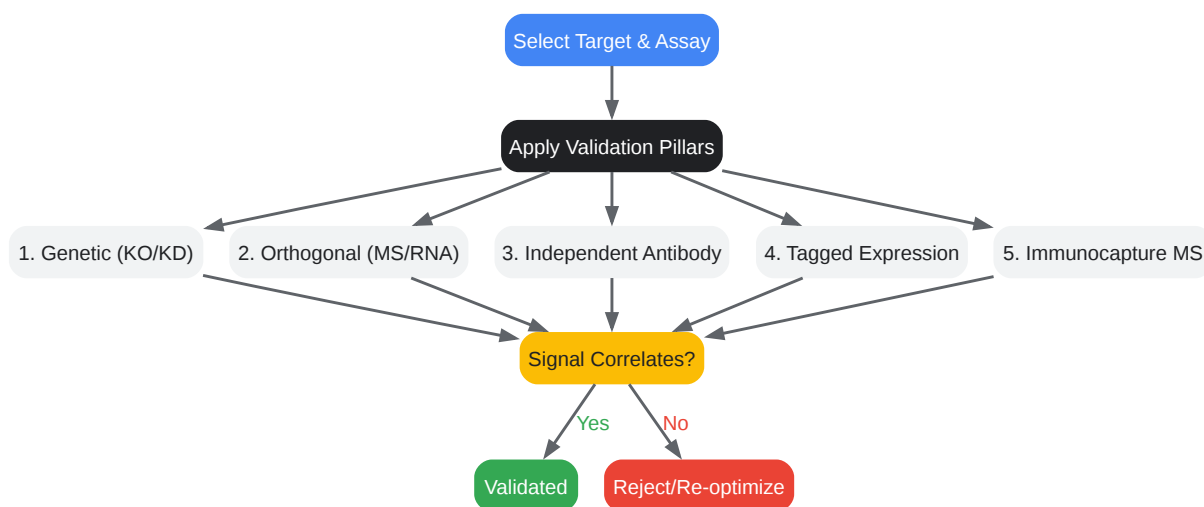 Select Target & Assay
Apply Validation Pillars
1. Genetic (KO/KD)
2. Orthogonal (MS/RNA)
3. Independent Antibody
4. Tagged Expression
5. Immunocapture MS
Signal Correlates?
Yes
No
Validated
Reject/Re-optimize